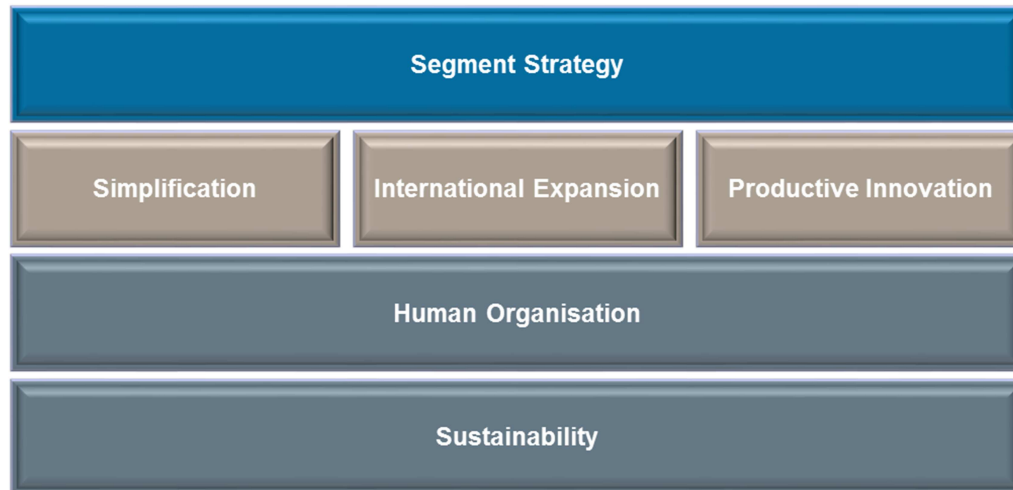 Segment Strategy
Simplification
International Expansion
Productive Innovation
Human Organisation
Sustainability